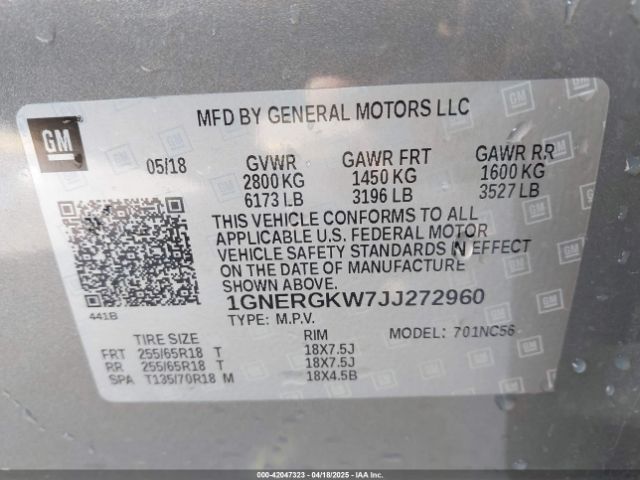 GM
MFD BY GENERAL MOTORS LLC
05/18 GVWR GAWR FRT GAWR RR
2800 KG 1450 KG 1600 KG
6173 LB 3196 LB 3527 LB
THIS VEHICLE CONFORMS TO ALL
APPLICABLE U.S. FEDERAL MOTOR
VEHICLE SAFETY STANDARDS IN EFFECT
ON THE DATE OF MANUFACTURE
SHOWN ABOVE.
1GNERGKW7JJ272960
441B
TYPE: M.P.V.
TIRE SIZE RIM MODEL: 701NC56
FRT 255/65R18 T 18X7.5J
RR 255/65R18 T 18X7.5J
SPA T135/70R18 M 18X4.5B
000-42047323 - 04/18/2025 - IAAI.COM